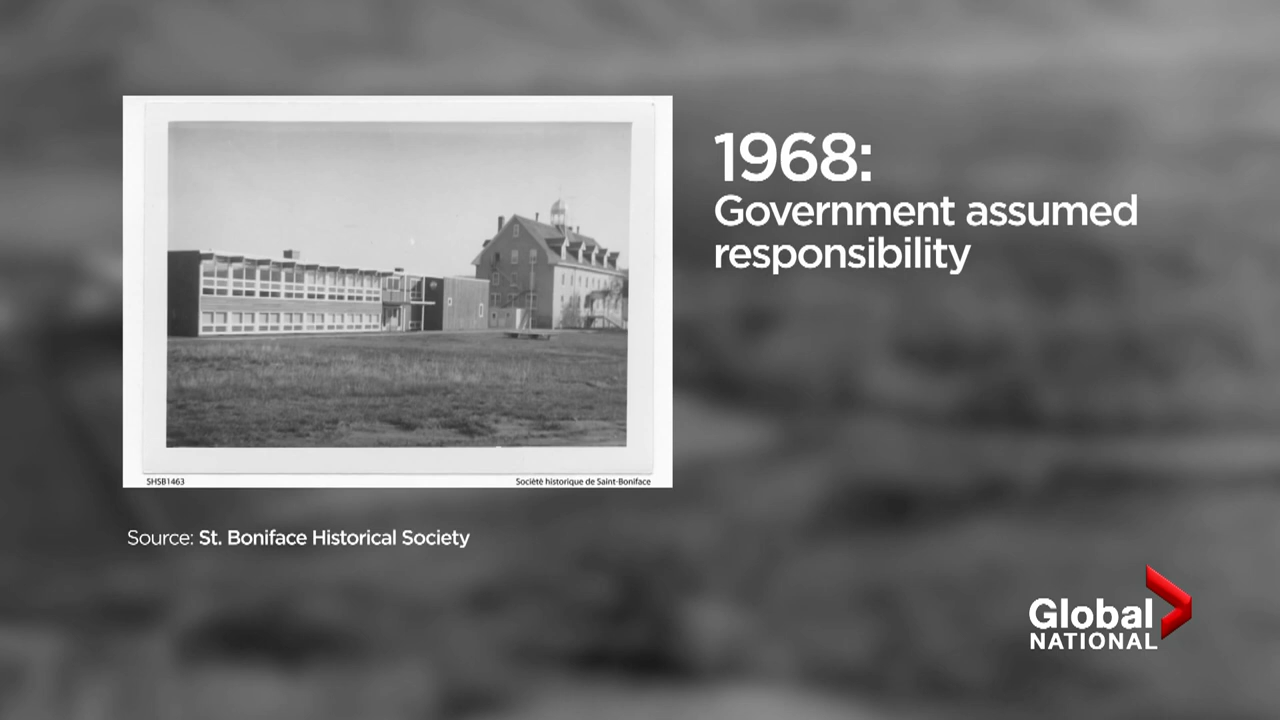 1968:
Government assumed
responsibility
SHSB1463
Société historique de Saint-Boniface
Source: St. Boniface Historical Society
Global
NATIONAL